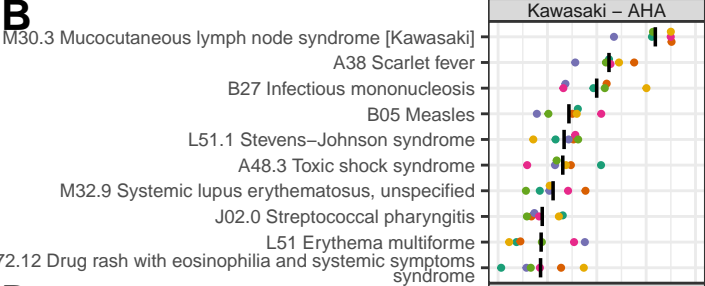 B
Kawasaki – AHA
M30.3 Mucocutaneous lymph node syndrome [Kawasaki]
A38 Scarlet fever
B27 Infectious mononucleosis
B05 Measles
L51.1 Stevens–Johnson syndrome
A48.3 Toxic shock syndrome
M32.9 Systemic lupus erythematosus, unspecified
J02.0 Streptococcal pharyngitis
L51 Erythema multiforme
72.12 Drug rash with eosinophilia and systemic symptoms
syndrome